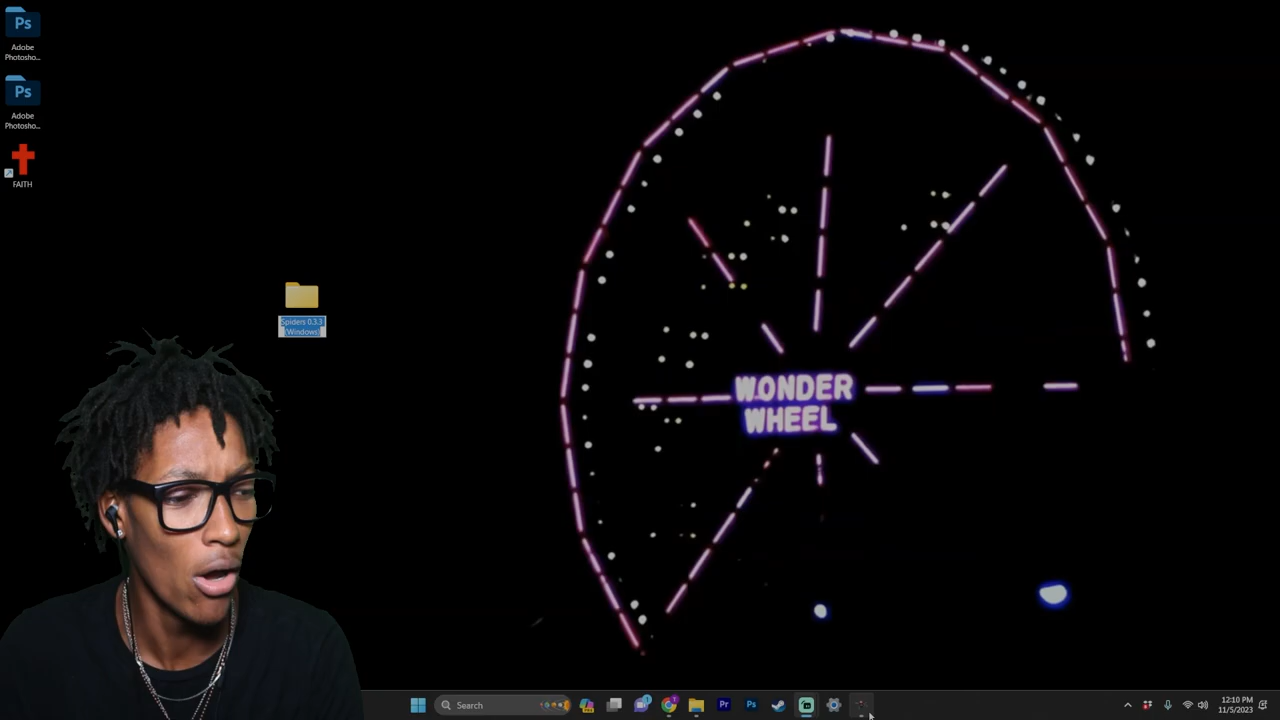 Ps
Adobe
Photosho...
Ps
Adobe
Photosho...
FAITH
Spiders 0.3.3
(Windows)
WONDER
WHEEL
Search
Pr
Ps
12:10 PM
11/5/2023